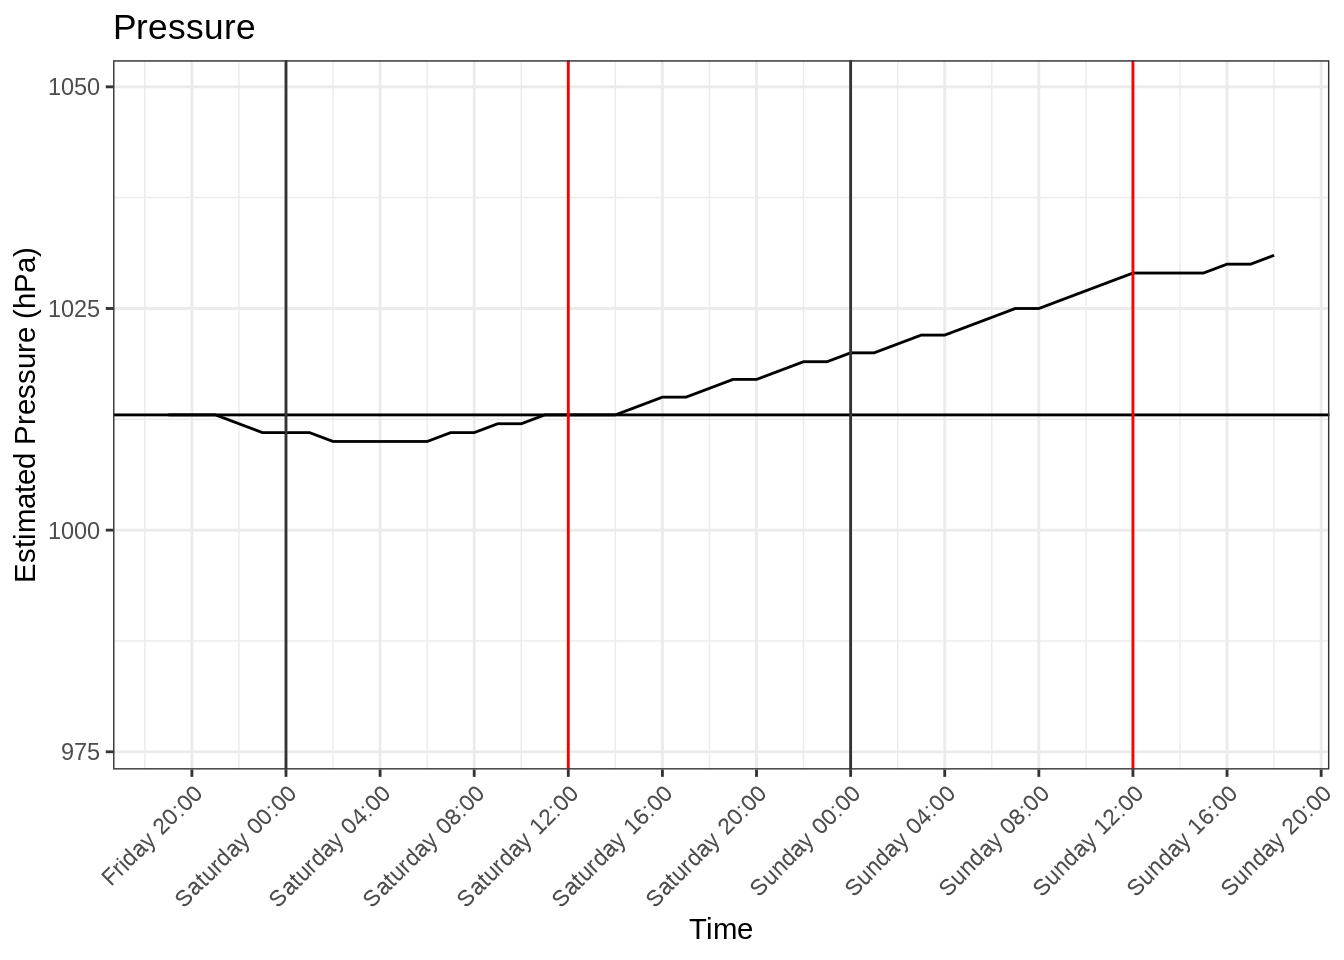 Pressure
Estimated Pressure (hPa)
1050
1025
1000
975
Friday 20:00
Saturday 00:00
Saturday 04:00
Saturday 08:00
Saturday 12:00
Saturday 16:00
Saturday 20:00
Sunday 00:00
Sunday 04:00
Sunday 08:00
Sunday 12:00
Sunday 16:00
Sunday 20:00
Time